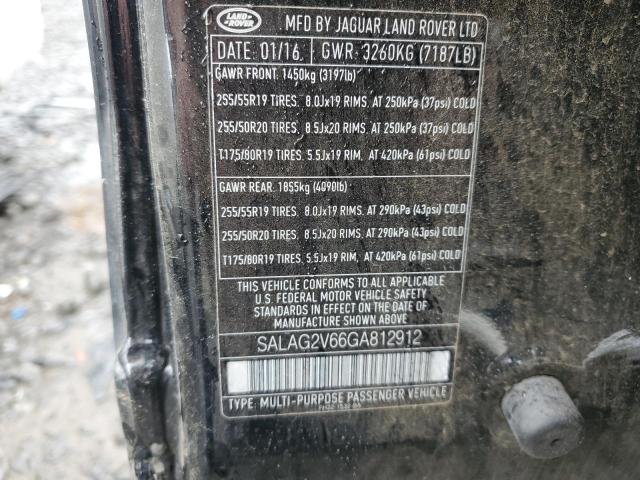 LAND ROVER
MFD BY JAGUAR LAND ROVER LTD
DATE: 01/16 GWR: 3260KG (7187LB)
GAWR FRONT: 1450kg (3197lb)
255/55R19 TIRES, 8.0Jx19 RIMS, AT 250kPa (37psi) COLD
255/50R20 TIRES, 8.5Jx20 RIMS, AT 250kPa (37psi) COLD
T175/80R19 TIRES, 5.5Jx19 RIM, AT 420kPa (61psi) COLD
GAWR REAR: 1855kg (4090lb)
255/55R19 TIRES, 8.0Jx19 RIMS, AT 290kPa (43psi) COLD
255/50R20 TIRES, 8.5Jx20 RIMS, AT 290kPa (43psi) COLD
T175/80R19 TIRES, 5.5Jx19 RIM, AT 420kPa (61psi) COLD
THIS VEHICLE CONFORMS TO ALL APPLICABLE
U.S. FEDERAL MOTOR VEHICLE SAFETY
STANDARDS IN EFFECT ON THE DATE OF
MANUFACTURE SHOWN ABOVE
SALAG2V66GA812912
TYPE: MULTI-PURPOSE PASSENGER VEHICLE